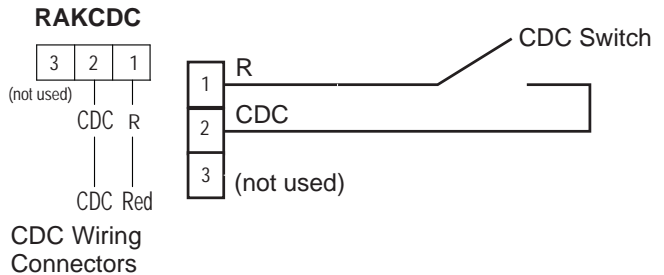 RAKCDC
3 2 1
(not used)
CDC R
CDC Red
CDC Wiring
Connectors
CDC Switch
1 R
2 CDC
3 (not used)